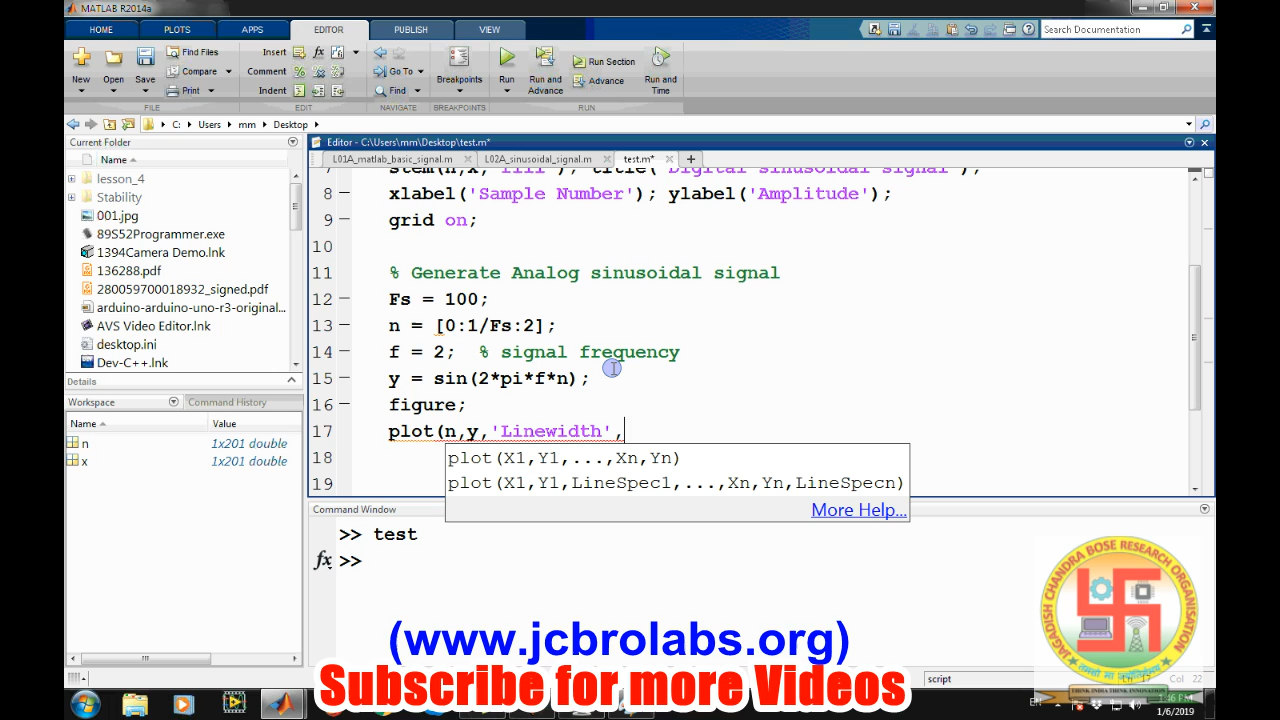 MATLAB R2014a
HOME PLOTS APPS EDITOR PUBLISH VIEW
Search Documentation
New Open Save Find Files Compare Print
Insert Comment Indent
Go To Find
Breakpoints
Run Run and Advance Run Section Advance Run and Time
FILE EDIT NAVIGATE BREAKPOINTS RUN
C: Users mm Desktop
Current Folder
Name
lesson_4
Stability
001.jpg
89S52Programmer.exe
1394Camera Demo.lnk
136288.pdf
280059700018932_signed.pdf
arduino-arduino-uno-r3-original...
AVS Video Editor.lnk
desktop.ini
Dev-C++.lnk
Details
Workspace Command History
Name Value
n 1x201 double
x 1x201 double
Editor - C:\Users\mm\Desktop\test.m*
L01A_matlab_basic_signal.m L02A_sinusoidal_signal.m test.m*
8 xlabel('Sample Number'); ylabel('Amplitude');
9 grid on;
10
11 % Generate Analog sinusoidal signal
12 Fs = 100;
13 n = [0:1/Fs:2];
14 f = 2; % signal frequency
15 y = sin(2*pi*f*n);
16 figure;
17 plot(n,y,'Linewidth',
18 plot(X1,Y1,...,Xn,Yn)
19 plot(X1,Y1,LineSpec1,...,Xn,Yn,LineSpecn)
More Help...
Command Window
>> test
fx >>
JAGADISH CHANDRA BOSE RESEARCH ORGANISATION
THINK INDIA THINK INNOVATION
(www.jcbrolabs.org)
Subscribe for more Videos
script
Col 22
EN
1/6/2019